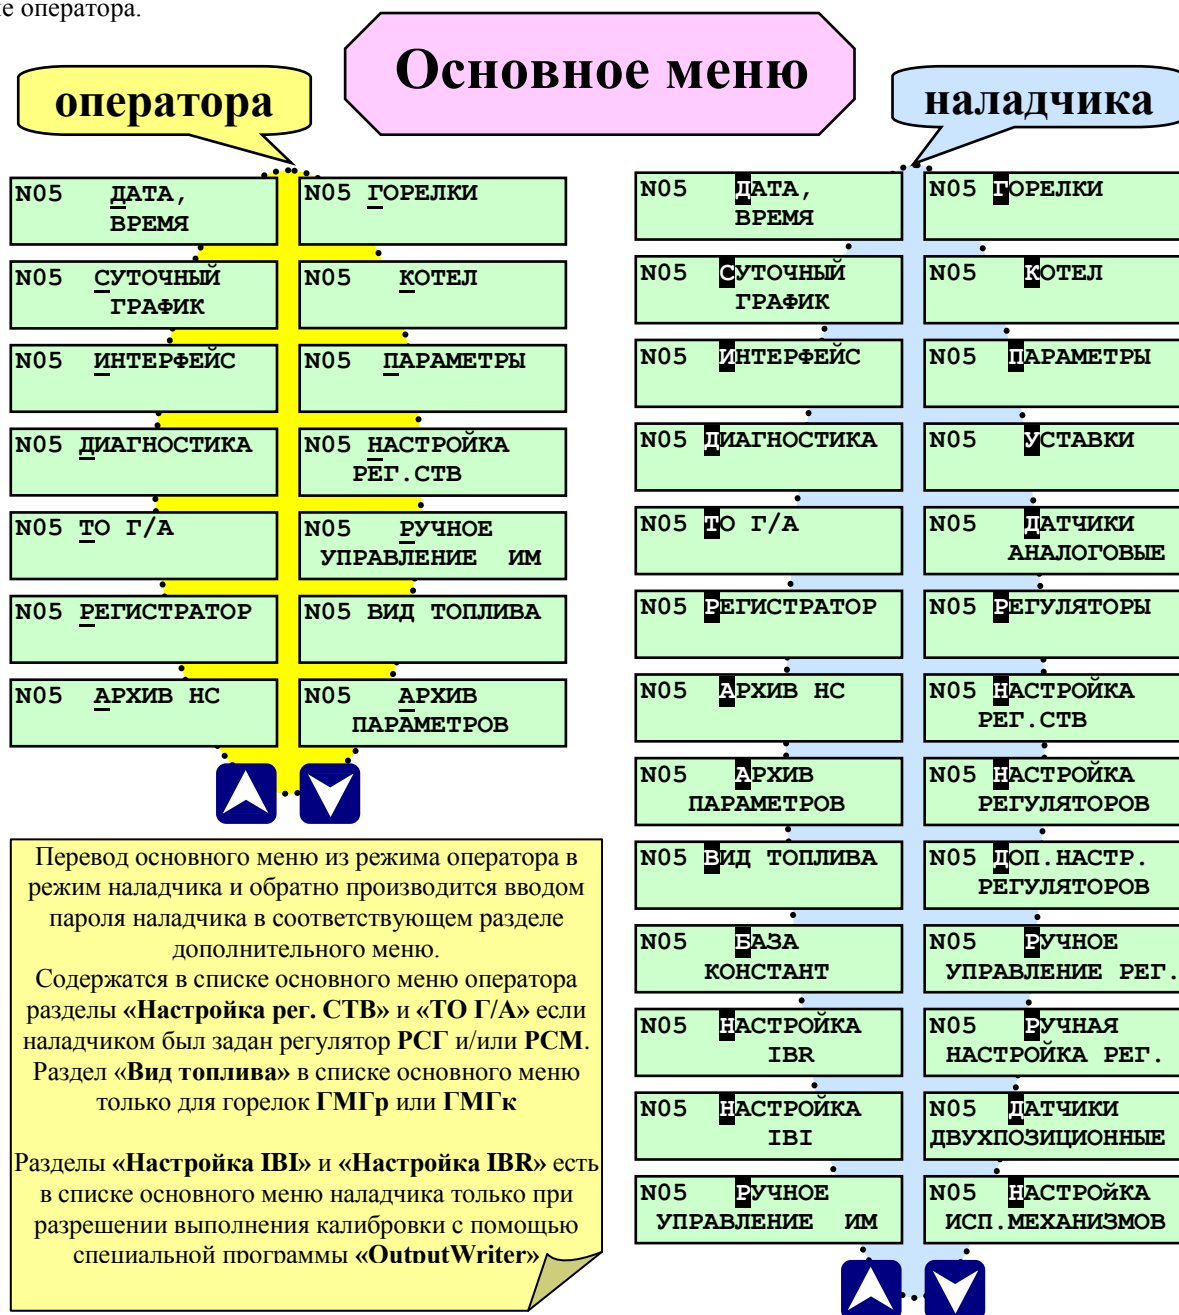 е оператора.
Основное меню
оператора
наладчика
N05 ДАТА,
ВРЕМЯ
N05 ГОРЕЛКИ
N05 СУТОЧНЫЙ
ГРАФИК
N05 КОТЕЛ
N05 ИНТЕРФЕЙС
N05 ПАРАМЕТРЫ
N05 ДИАГНОСТИКА
N05 НАСТРОЙКА
РЕГ.СТВ
N05 ТО Г/А
N05 РУЧНОЕ
УПРАВЛЕНИЕ ИМ
N05 РЕГИСТРАТОР
N05 ВИД ТОПЛИВА
N05 АРХИВ НС
N05 АРХИВ
ПАРАМЕТРОВ
Перевод основного меню из режима оператора в
режим наладчика и обратно производится вводом
пароля наладчика в соответствующем разделе
дополнительного меню.
Содержатся в списке основного меню оператора
разделы «Настройка рег. СТВ» и «ТО Г/А» если
наладчиком был задан регулятор РСГ и/или РСМ.
Раздел «Вид топлива» в списке основного меню
только для горелок ГМГр или ГМГк
Разделы «Настройка IBI» и «Настройка IBR» есть
в списке основного меню наладчика только при
разрешении выполнения калибровки с помощью
специальной программы «OutputWriter»
N05 ДАТА,
ВРЕМЯ
N05 ГОРЕЛКИ
N05 СУТОЧНЫЙ
ГРАФИК
N05 КОТЕЛ
N05 ИНТЕРФЕЙС
N05 ПАРАМЕТРЫ
N05 ДИАГНОСТИКА
N05 УСТАВКИ
N05 ТО Г/А
N05 ДАТЧИКИ
АНАЛОГОВЫЕ
N05 РЕГИСТРАТОР
N05 РЕГУЛЯТОРЫ
N05 АРХИВ НС
N05 НАСТРОЙКА
РЕГ.СТВ
N05 АРХИВ
ПАРАМЕТРОВ
N05 НАСТРОЙКА
РЕГУЛЯТОРОВ
N05 ВИД ТОПЛИВА
N05 ДОП.НАСТР.
РЕГУЛЯТОРОВ
N05 БАЗА
КОНСТАНТ
N05 РУЧНОЕ
УПРАВЛЕНИЕ РЕГ.
N05 НАСТРОЙКА
IBR
N05 РУЧНАЯ
НАСТРОЙКА РЕГ.
N05 НАСТРОЙКА
IBI
N05 ДАТЧИКИ
ДВУХПОЗИЦИОННЫЕ
N05 РУЧНОЕ
УПРАВЛЕНИЕ ИМ
N05 НАСТРОйКА
ИСП.МЕХАНИЗМОВ